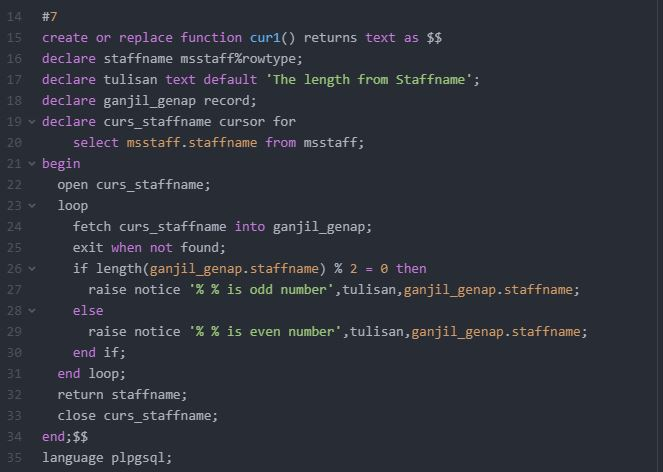 14 #7
15 create or replace function cur1() returns text as $$
16 declare staffname msstaff%rowtype;
17 declare tulisan text default 'The length from Staffname';
18 declare ganjil_genap record;
19 declare curs_staffname cursor for
20 select msstaff.staffname from msstaff;
21 begin
22 open curs_staffname;
23 loop
24 fetch curs_staffname into ganjil_genap;
25 exit when not found;
26 if length(ganjil_genap.staffname) % 2 = 0 then
27 raise notice '% % is odd number',tulisan,ganjil_genap.staffname;
28 else
29 raise notice '% % is even number',tulisan,ganjil_genap.staffname;
30 end if;
31 end loop;
32 return staffname;
33 close curs_staffname;
34 end;$$
35 language plpgsql;